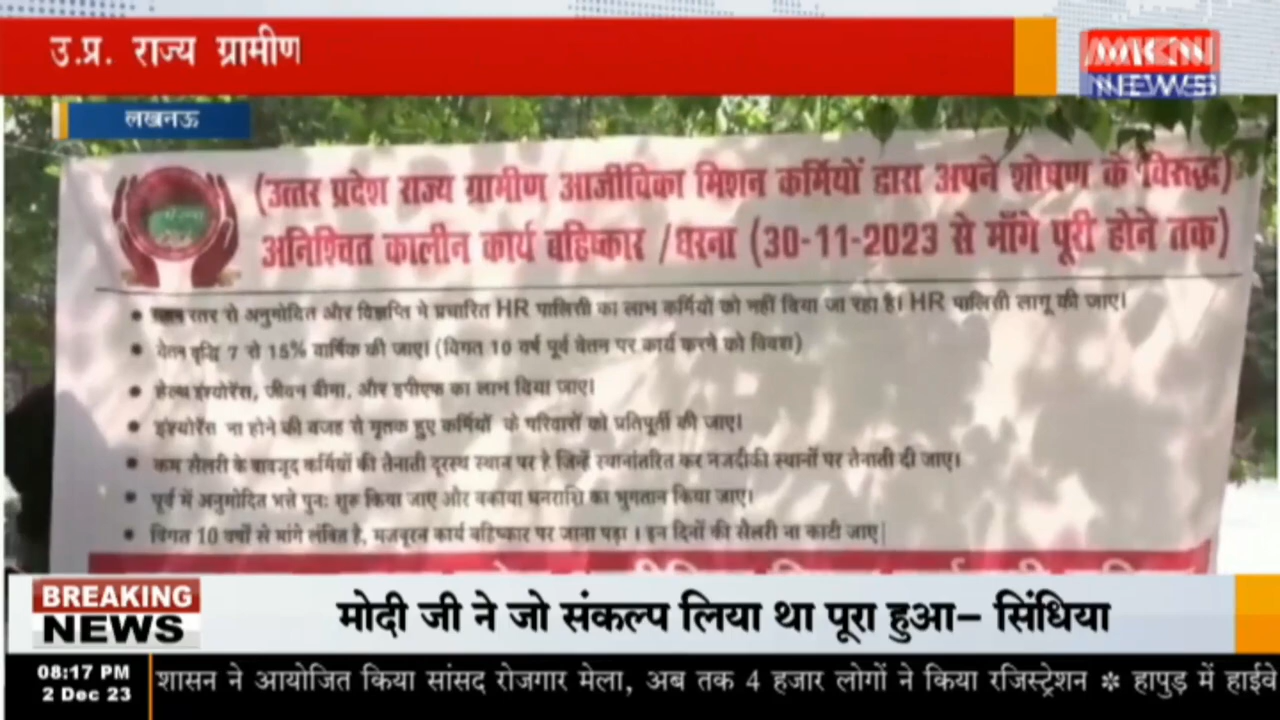 उ.प्र. राज्य ग्रामीण
NEWS
लखनऊ
(उत्तर प्रदेश राज्य ग्रामीण आजीविका मिशन कर्मियों द्वारा अपने शोषण के विरुद्ध)
अनिश्चित कालीन कार्य बहिष्कार /धरना (30-11-2023 से माँगे पूरी होने तक)
स्तर से अनुमोदित और विज्ञप्ति मे प्रचारित HR पालिसी का लाभ कर्मियों को नहीं दिया जा रहा है। HR पालिसी लागू की जाए।
वेतन वृद्धि 7 से 15% वार्षिक की जाए। (विगत 10 वर्ष पूर्व वेतन पर कार्य करने को विवश)
हेल्थ इंश्योरेंस, जीवन बीमा, और इपीएफ का लाभ दिया जाए।
इंश्योरेंस ना होने की वजह से मृतक हुए कर्मियों के परिवारों को प्रतिपूर्ती की जाए।
कम सैलरी के बावजूद कर्मियों की तैनाती दूरस्थ स्थान पर है जिन्हें स्थानांतरित कर नजदीकी स्थानों पर तैनाती दी जाए।
पूर्व में अनुमोदित भत्ते पुनः शुरू किया जाए और बकाया धनराशि का भुगतान किया जाए।
विगत 10 वर्षों से मांगे लंबित है, मजबूरन कार्य बहिष्कार पर जाना पड़ा । इन दिनों की सैलरी ना काटी जाए
BREAKING NEWS
मोदी जी ने जो संकल्प लिया था पूरा हुआ– सिंधिया
08:17 PM
2 Dec 23
शासन ने आयोजित किया सांसद रोजगार मेला, अब तक 4 हजार लोगों ने किया रजिस्ट्रेशन * हापुड़ में हाईवे